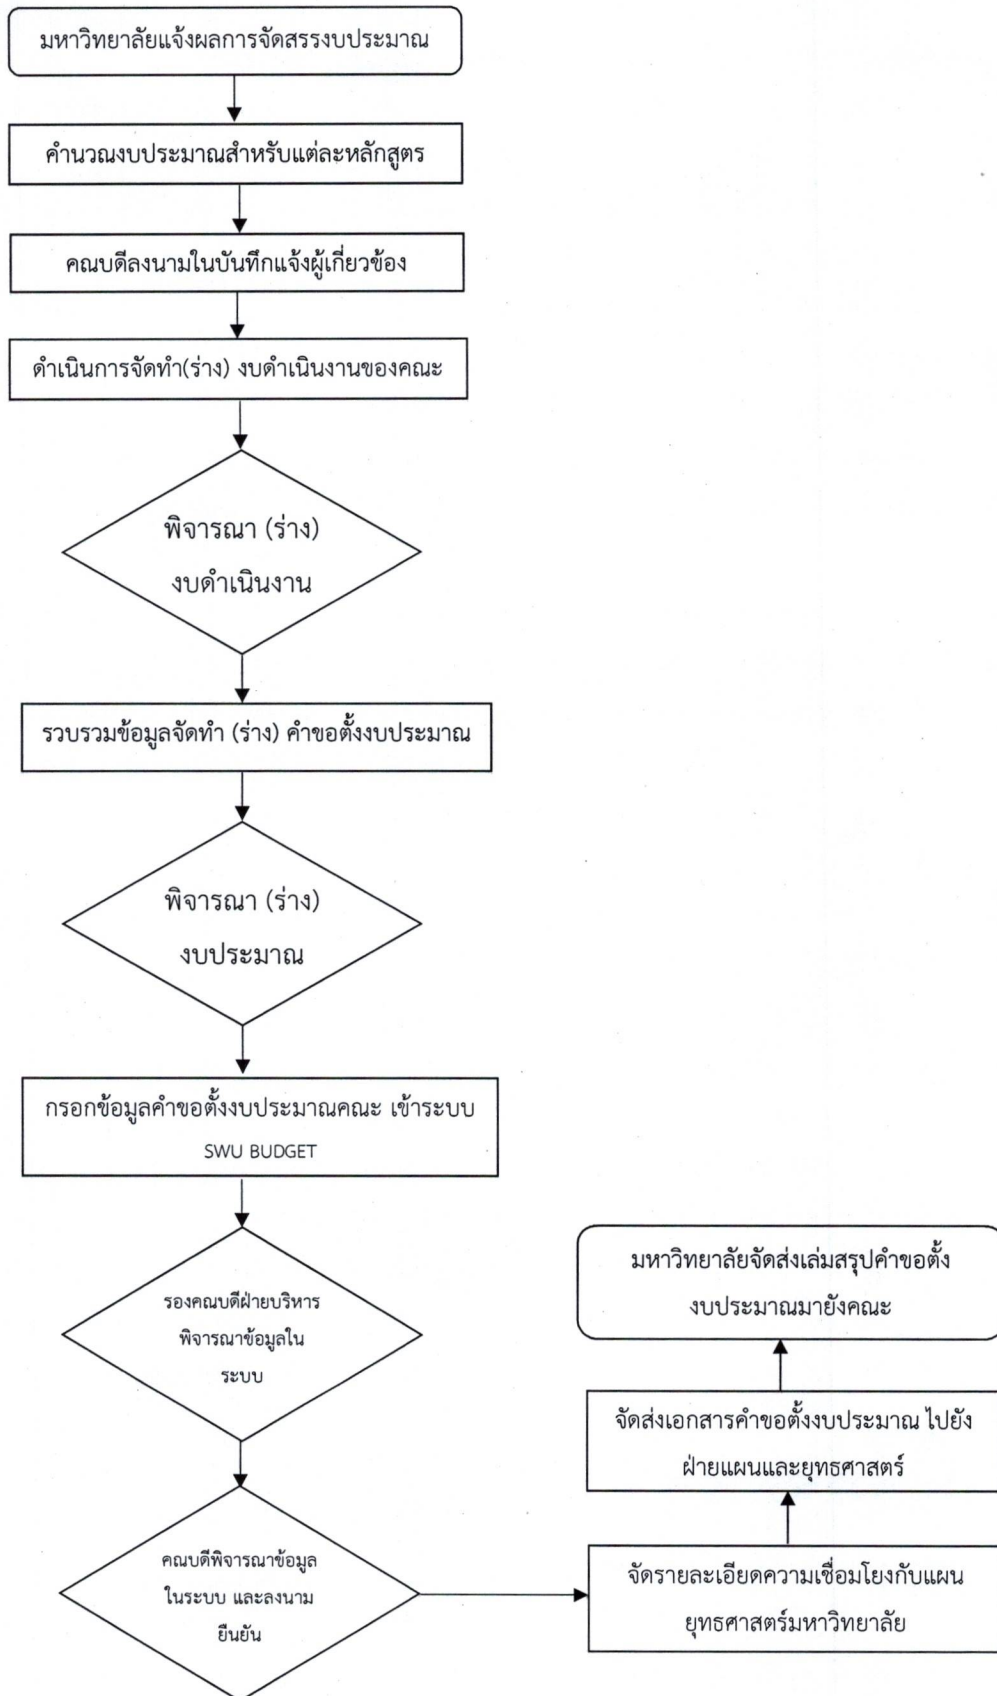 มหาวิทยาลัยแจ้งผลการจัดสรรงบประมาณ
คำนวณงบประมาณสำหรับแต่ละหลักสูตร
คณบดีลงนามในบันทึกแจ้งผู้เกี่ยวข้อง
ดำเนินการจัดทำ(ร่าง) งบดำเนินงานของคณะ
พิจารณา (ร่าง)
งบดำเนินงาน
รวบรวมข้อมูลจัดทำ (ร่าง) คำขอตั้งงบประมาณ
พิจารณา (ร่าง)
งบประมาณ
กรอกข้อมูลคำขอตั้งงบประมาณคณะ เข้าระบบ
SWU BUDGET
รองคณบดีฝ่ายบริหาร
พิจารณาข้อมูลใน
ระบบ
คณบดีพิจารณาข้อมูล
ในระบบ และลงนาม
ยืนยัน
จัดรายละเอียดความเชื่อมโยงกับแผน
ยุทธศาสตร์มหาวิทยาลัย
จัดส่งเอกสารคำขอตั้งงบประมาณ ไปยัง
ฝ่ายแผนและยุทธศาสตร์
มหาวิทยาลัยจัดส่งเล่มสรุปคำขอตั้ง
งบประมาณมายังคณะ